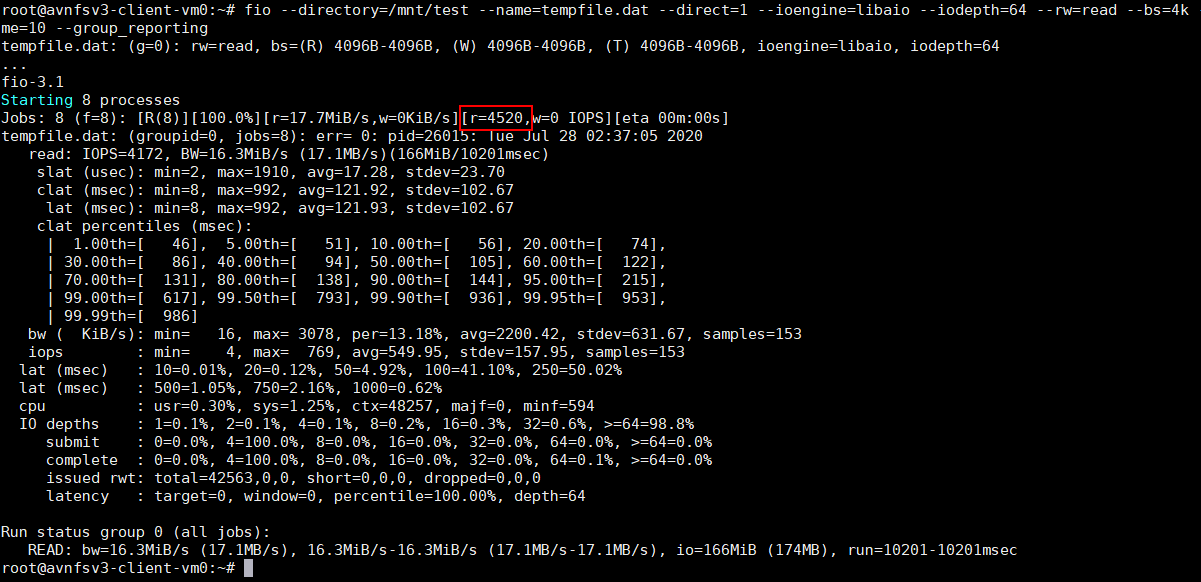 root@avnfsv3-client-vm0:~# fio --directory=/mnt/test --name=tempfile.dat --direct=1 --ioengine=libaio --iodepth=64 --rw=read --bs=4k
me=10 --group_reporting
tempfile.dat: (g=0): rw=read, bs=(R) 4096B-4096B, (W) 4096B-4096B, (T) 4096B-4096B, ioengine=libaio, iodepth=64
...
fio-3.1
Starting 8 processes
Jobs: 8 (f=8): [R(8)][100.0%][r=17.7MiB/s,w=0KiB/s][r=4520,w=0 IOPS][eta 00m:00s]
tempfile.dat: (groupid=0, jobs=8): err= 0: pid=26015: Tue Jul 28 02:37:05 2020
   read: IOPS=4172, BW=16.3MiB/s (17.1MB/s)(166MiB/10201msec)
    slat (usec): min=2, max=1910, avg=17.28, stdev=23.70
    clat (msec): min=8, max=992, avg=121.92, stdev=102.67
     lat (msec): min=8, max=992, avg=121.93, stdev=102.67
    clat percentiles (msec):
     |  1.00th=[   46],  5.00th=[   51], 10.00th=[   56], 20.00th=[   74],
     | 30.00th=[   86], 40.00th=[   94], 50.00th=[  105], 60.00th=[  122],
     | 70.00th=[  131], 80.00th=[  138], 90.00th=[  144], 95.00th=[  215],
     | 99.00th=[  617], 99.50th=[  793], 99.90th=[  936], 99.95th=[  953],
     | 99.99th=[  986]
   bw (  KiB/s): min=   16, max= 3078, per=13.18%, avg=2200.42, stdev=631.67, samples=153
   iops        : min=    4, max=  769, avg=549.95, stdev=157.95, samples=153
  lat (msec)   : 10=0.01%, 20=0.12%, 50=4.92%, 100=41.10%, 250=50.02%
  lat (msec)   : 500=1.05%, 750=2.16%, 1000=0.62%
  cpu          : usr=0.30%, sys=1.25%, ctx=48257, majf=0, minf=594
  IO depths    : 1=0.1%, 2=0.1%, 4=0.1%, 8=0.2%, 16=0.3%, 32=0.6%, >=64=98.8%
     submit    : 0=0.0%, 4=100.0%, 8=0.0%, 16=0.0%, 32=0.0%, 64=0.0%, >=64=0.0%
     complete  : 0=0.0%, 4=100.0%, 8=0.0%, 16=0.0%, 32=0.0%, 64=0.1%, >=64=0.0%
     issued rwt: total=42563,0,0, short=0,0,0, dropped=0,0,0
     latency   : target=0, window=0, percentile=100.00%, depth=64
Run status group 0 (all jobs):
   READ: bw=16.3MiB/s (17.1MB/s), 16.3MiB/s-16.3MiB/s (17.1MB/s-17.1MB/s), io=166MiB (174MB), run=10201-10201msec
root@avnfsv3-client-vm0:~#